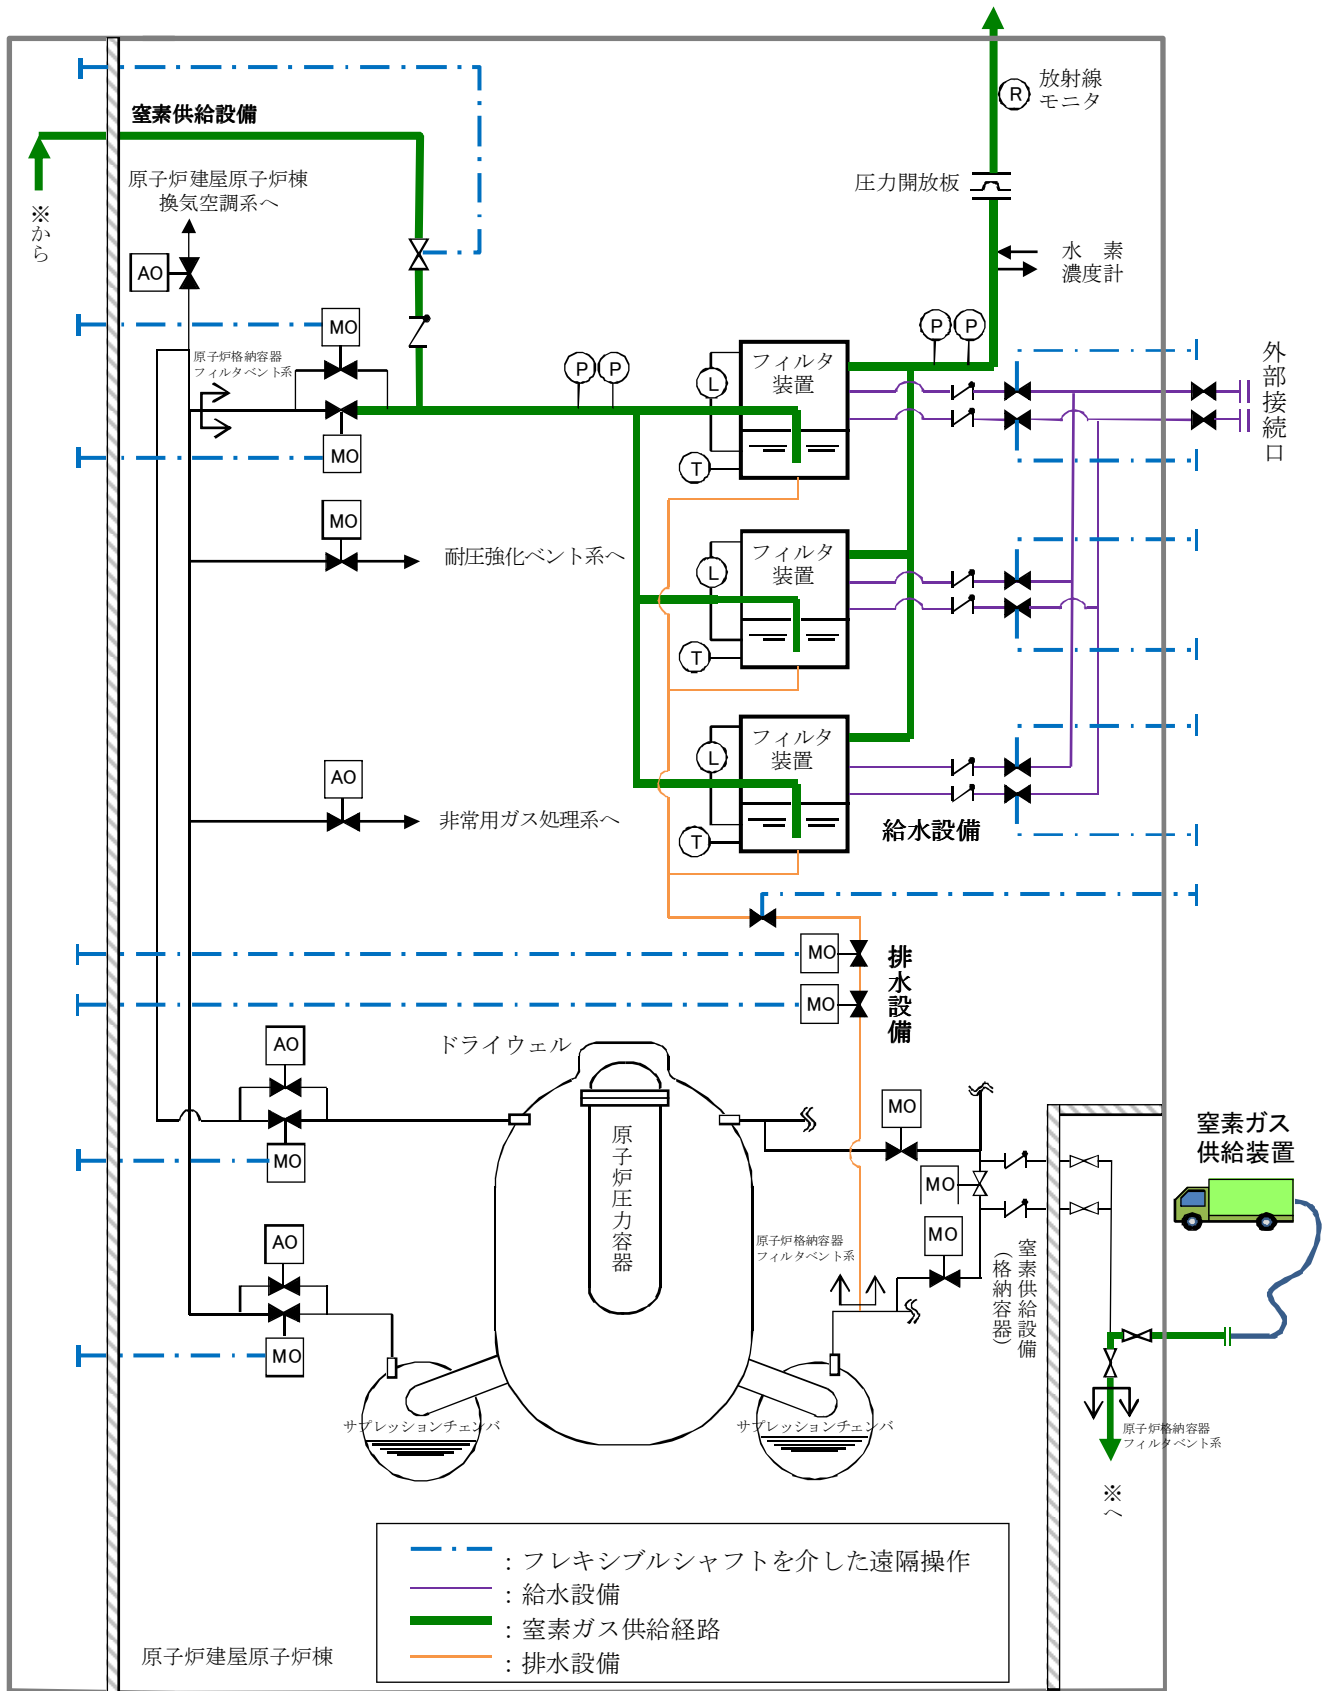 R
放射線
モニタ
窒素供給設備
※から
原子炉建屋原子炉棟
換気空調系へ
圧力開放板
水 素
濃度計
AO
MO
原子炉格納容器
フィルタベント系
MO
P
P
P
P
L
T
フィルタ
装置
外部接続口
MO
耐圧強化ベント系へ
L
T
フィルタ
装置
AO
非常用ガス処理系へ
L
T
フィルタ
装置
給水設備
MO
MO
排水設備
AO
MO
ドライウェル
原子炉圧力容器
MO
MO
MO
窒素ガス
供給装置
AO
MO
原子炉格納容器
フィルタベント系
窒素供給設備
(格納容器)
サプレッションチェンバ
サプレッションチェンバ
原子炉格納容器
フィルタベント系
※へ
:フレキシブルシャフトを介した遠隔操作
:給水設備
:窒素ガス供給経路
:排水設備
原子炉建屋原子炉棟